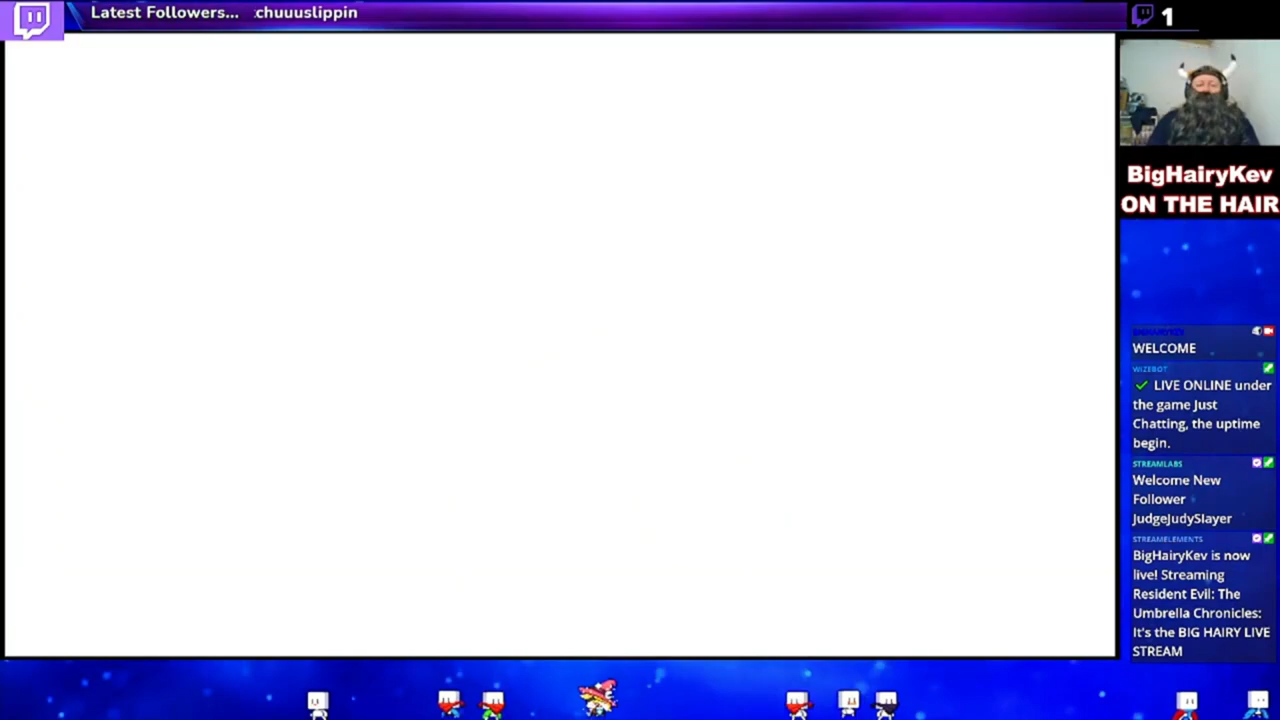 Latest Followers... chuuuslippin
1
BigHairyKev
ON THE HAIR
WELCOME
WIZEBOT
LIVE ONLINE under
the game Just
Chatting, the uptime
begin.
STREAMLABS
Welcome New
Follower
JudgeJudySlayer
STREAMELEMENTS
BigHairyKev is now
live! Streaming
Resident Evil: The
Umbrella Chronicles:
It's the BIG HAIRY LIVE
STREAM